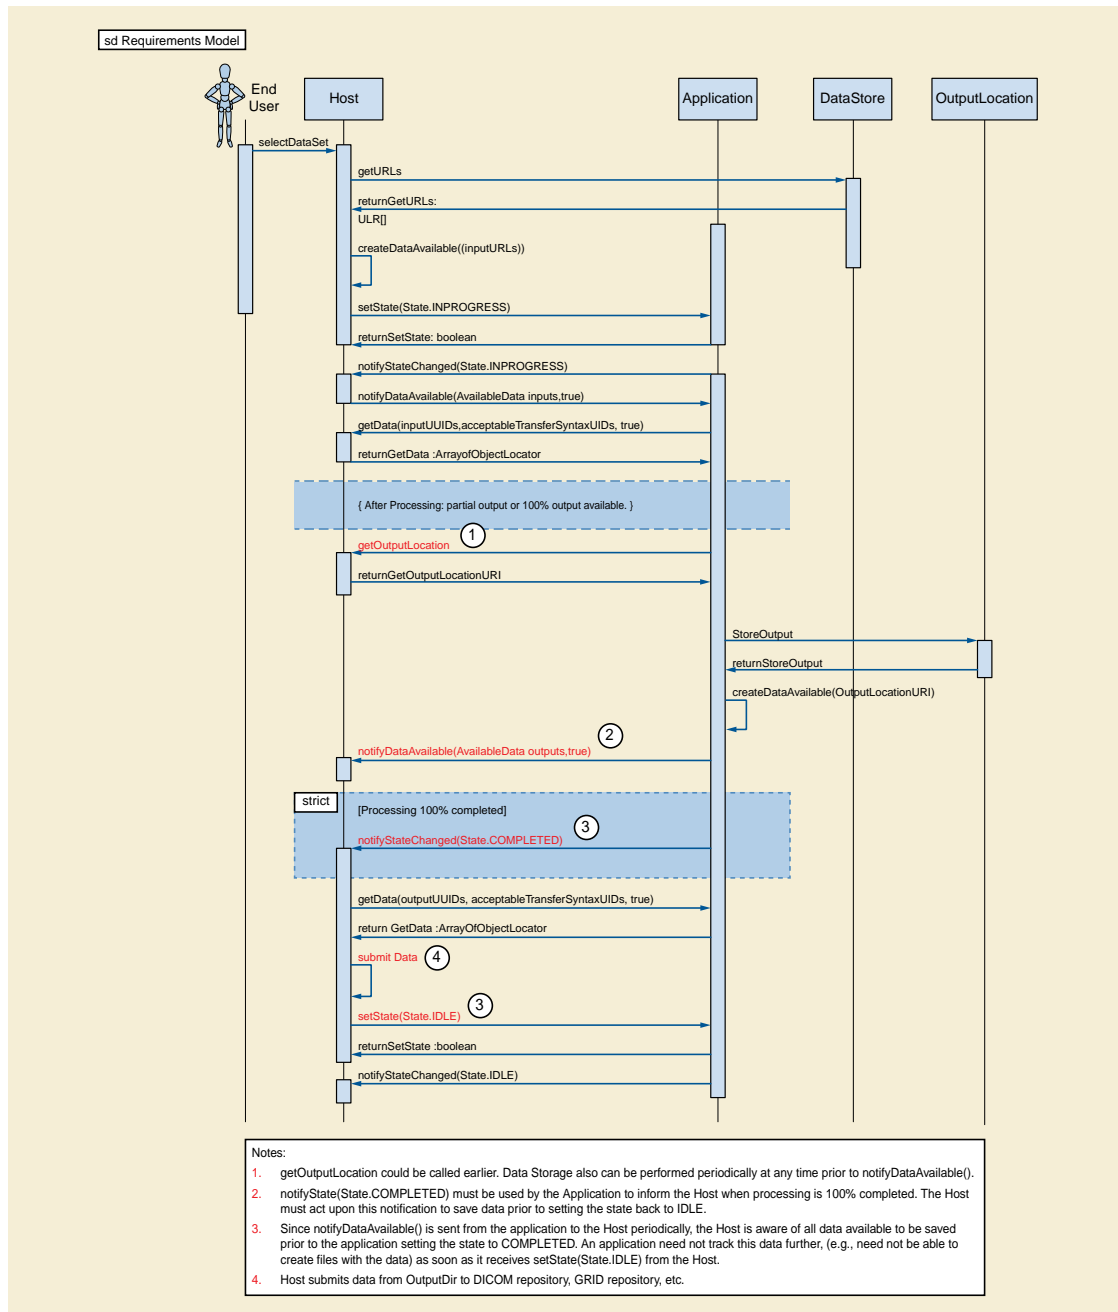 sd Requirements Model
End
User
Host
Application
DataStore
OutputLocation
selectDataSet
getURLs
returnGetURLs:
ULR[]
createDataAvailable((inputURLs))
setState(State.INPROGRESS)
returnSetState: boolean
notifyStateChanged(State.INPROGRESS)
notifyDataAvailable(AvailableData inputs,true)
getData(inputUUIDs,acceptableTransferSyntaxUIDs, true)
returnGetData :ArrayofObjectLocator
{ After Processing: partial output or 100% output available. }
1
getOutputLocation
returnGetOutputLocationURI
StoreOutput
returnStoreOutput
createDataAvailable(OutputLocationURI)
2
notifyDataAvailable(AvailableData outputs,true)
strict
[Processing 100% completed]
3
notifyStateChanged(State.COMPLETED)
getData(outputUUIDs, acceptableTransferSyntaxUIDs, true)
return GetData :ArrayOfObjectLocator
submit Data
4
3
setState(State.IDLE)
returnSetState :boolean
notifyStateChanged(State.IDLE)
Notes:
1. getOutputLocation could be called earlier. Data Storage also can be performed periodically at any time prior to notifyDataAvailable().
2. notifyState(State.COMPLETED) must be used by the Application to inform the Host when processing is 100% completed. The Host
must act upon this notification to save data prior to setting the state back to IDLE.
3. Since notifyDataAvailable() is sent from the application to the Host periodically, the Host is aware of all data available to be saved
prior to the application setting the state to COMPLETED. An application need not track this data further, (e.g., need not be able to
create files with the data) as soon as it receives setState(State.IDLE) from the Host.
4. Host submits data from OutputDir to DICOM repository, GRID repository, etc.